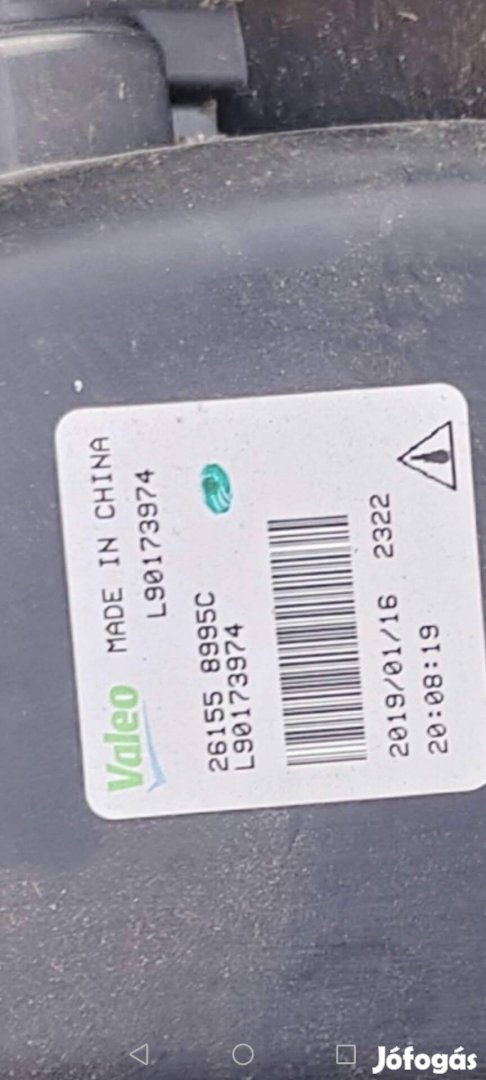 Valeo MADE IN CHINA
L90173974
26155 8995C
L90173974
2019/01/16 2322
20:08:19
Jófogás